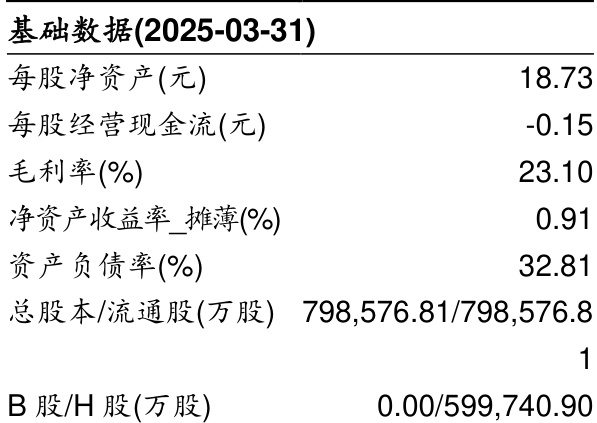 基础数据(2025-03-31)
每股净资产(元) 18.73
每股经营现金流(元) -0.15
毛利率(%) 23.10
净资产收益率_摊薄(%) 0.91
资产负债率(%) 32.81
总股本/流通股(万股) 798,576.81/798,576.8
1
B 股/H 股(万股) 0.00/599,740.90